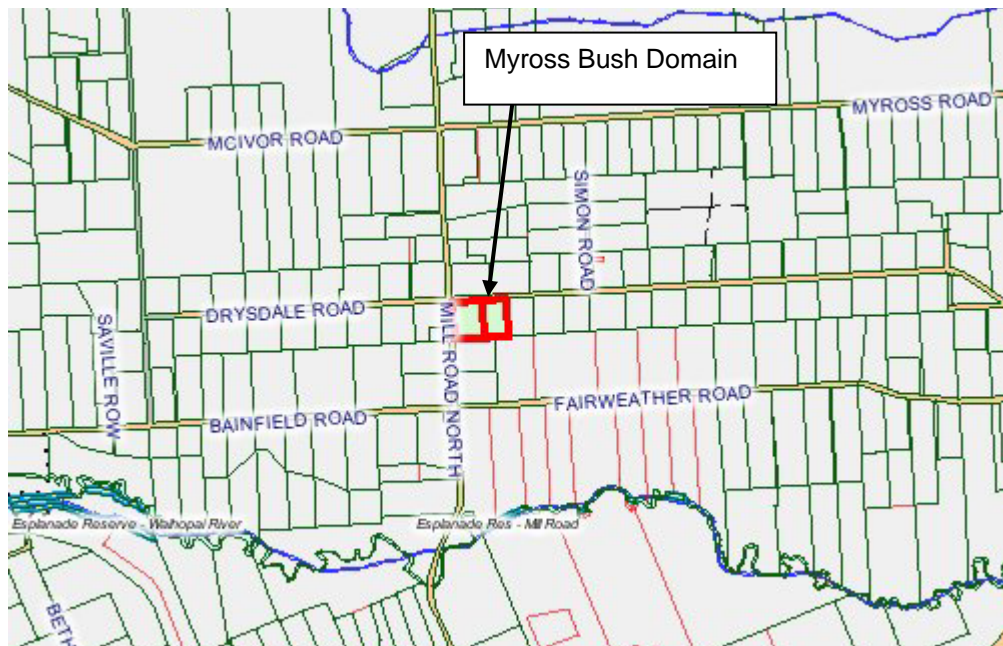 Myross Bush Domain
MYROSS ROAD
MCIVOR ROAD
SIMON ROAD
DRYSDALE ROAD
SAVILLE ROW
MILL ROAD NORTH
FAIRWEATHER ROAD
BAINFIELD ROAD
Esplanade Reserve - Waihopai River
Esplanade Res - Mill Road
BETH